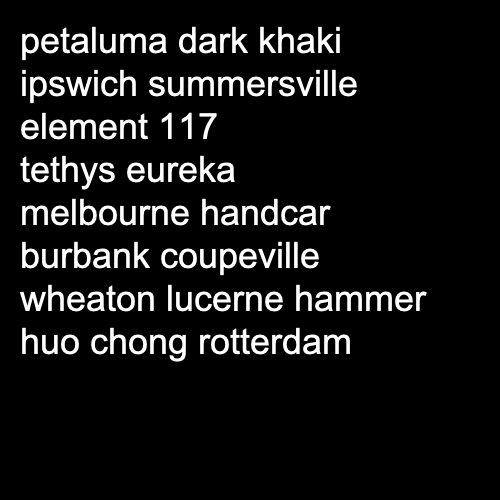 petaluma dark khaki
ipswich summersville
element 117
tethys eureka
melbourne handcar
burbank coupeville
wheaton lucerne hammer
huo chong rotterdam